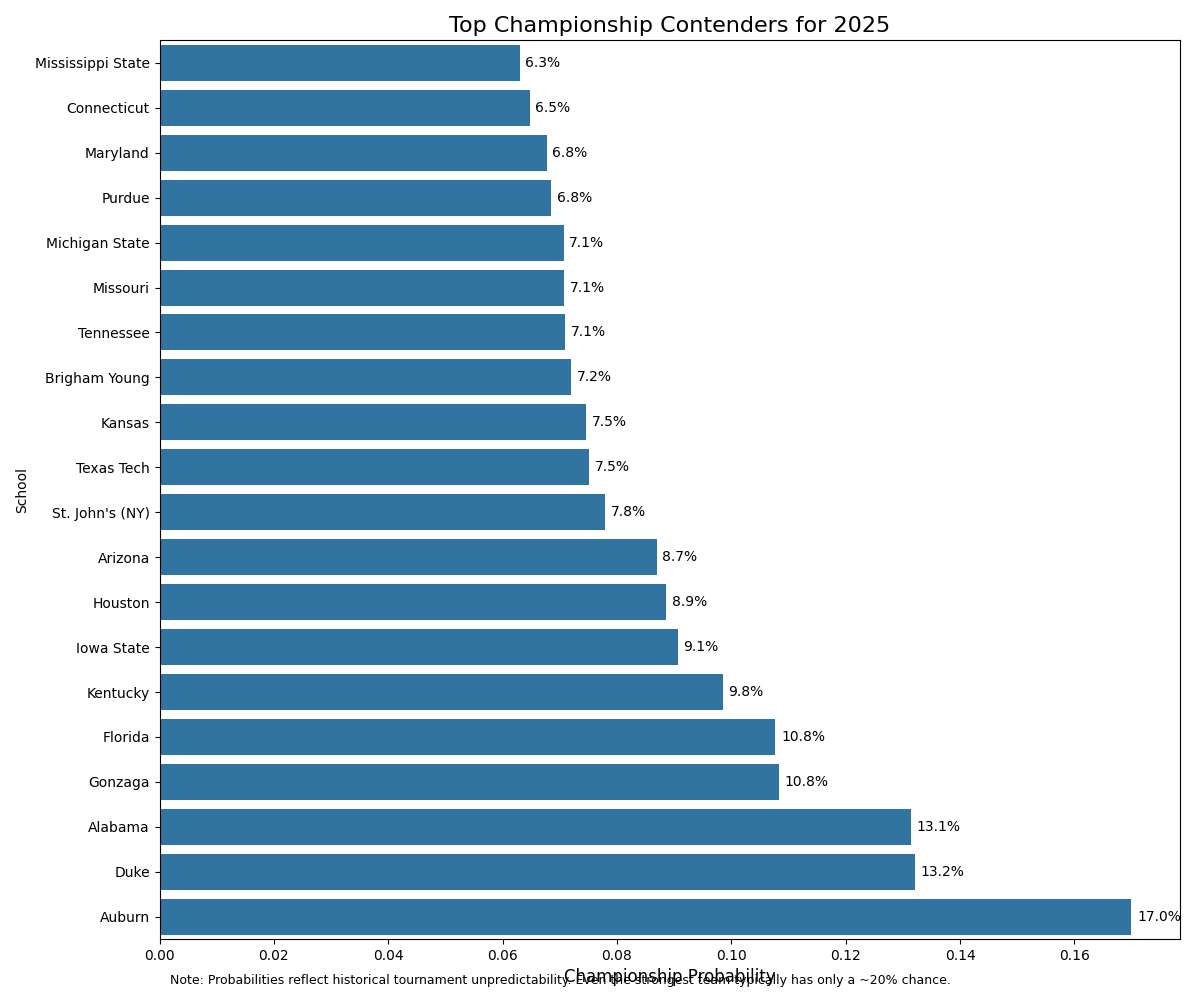 Top Championship Contenders for 2025
Mississippi State 6.3%
Connecticut 6.5%
Maryland 6.8%
Purdue 6.8%
Michigan State 7.1%
Missouri 7.1%
Tennessee 7.1%
Brigham Young 7.2%
Kansas 7.5%
Texas Tech 7.5%
St. John's (NY) 7.8%
Arizona 8.7%
Houston 8.9%
Iowa State 9.1%
Kentucky 9.8%
Florida 10.8%
Gonzaga 10.8%
Alabama 13.1%
Duke 13.2%
Auburn 17.0%
School
0.00 0.02 0.04 0.06 0.08 0.10 0.12 0.14 0.16
Championship Probability
Note: Probabilities reflect historical tournament unpredictability. Even the strongest team typically has only a ~20% chance.